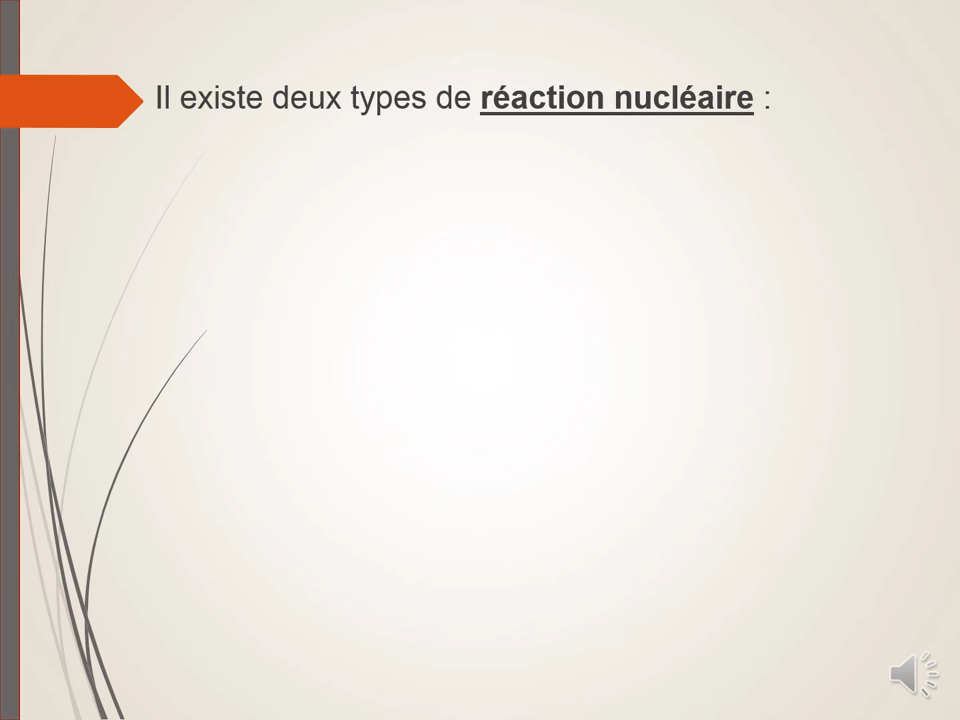 Il existe deux types de réaction nucléaire :